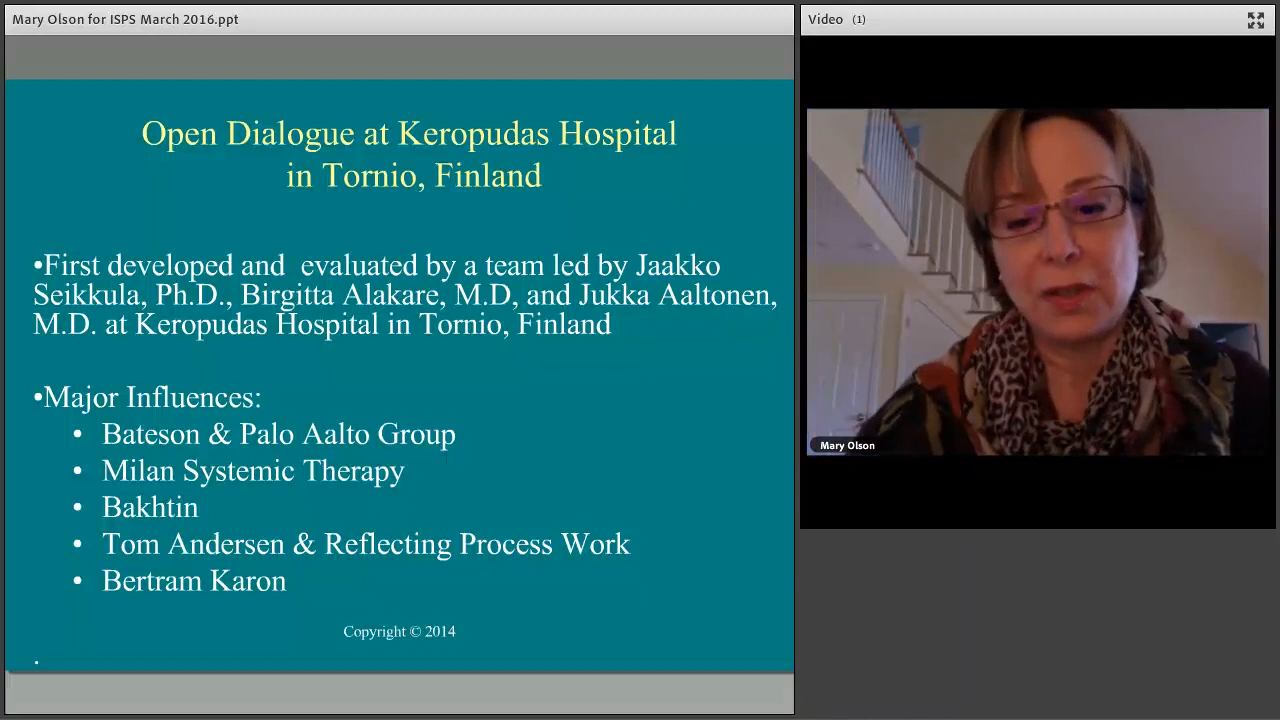 Mary Olson for ISPS March 2016.ppt
Video (1)
Open Dialogue at Keropudas Hospital
in Tornio, Finland
•First developed and evaluated by a team led by Jaakko
Seikkula, Ph.D., Birgitta Alakare, M.D, and Jukka Aaltonen,
M.D. at Keropudas Hospital in Tornio, Finland
•Major Influences:
• Bateson & Palo Aalto Group
• Milan Systemic Therapy
• Bakhtin
• Tom Andersen & Reflecting Process Work
• Bertram Karon
Copyright © 2014
.
Mary Olson